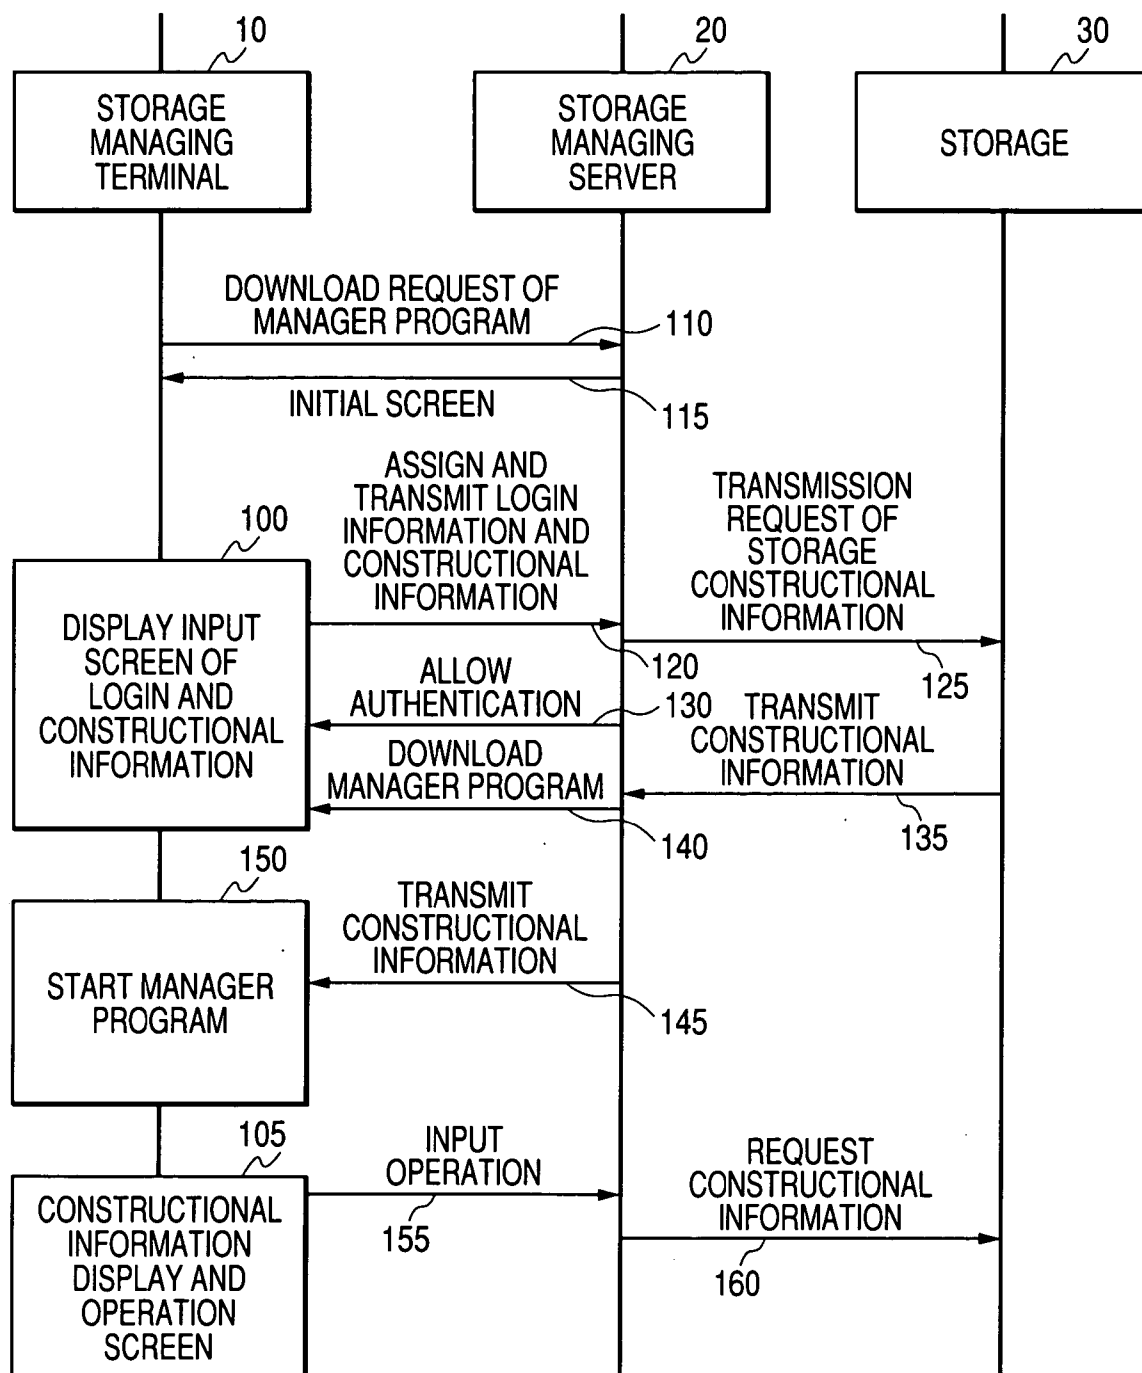 10
20
30
STORAGE
MANAGING
TERMINAL
STORAGE
MANAGING
SERVER
STORAGE
DOWNLOAD REQUEST OF
MANAGER PROGRAM
110
INITIAL SCREEN
115
ASSIGN AND
TRANSMIT LOGIN
INFORMATION AND
CONSTRUCTIONAL
INFORMATION
TRANSMISSION
REQUEST OF
STORAGE
CONSTRUCTIONAL
INFORMATION
100
DISPLAY INPUT
SCREEN OF
LOGIN AND
CONSTRUCTIONAL
INFORMATION
120
125
ALLOW
AUTHENTICATION
130
TRANSMIT
CONSTRUCTIONAL
INFORMATION
DOWNLOAD
MANAGER PROGRAM
140
135
150
START MANAGER
PROGRAM
TRANSMIT
CONSTRUCTIONAL
INFORMATION
145
105
CONSTRUCTIONAL
INFORMATION
DISPLAY AND
OPERATION
SCREEN
INPUT
OPERATION
155
REQUEST
CONSTRUCTIONAL
INFORMATION
160